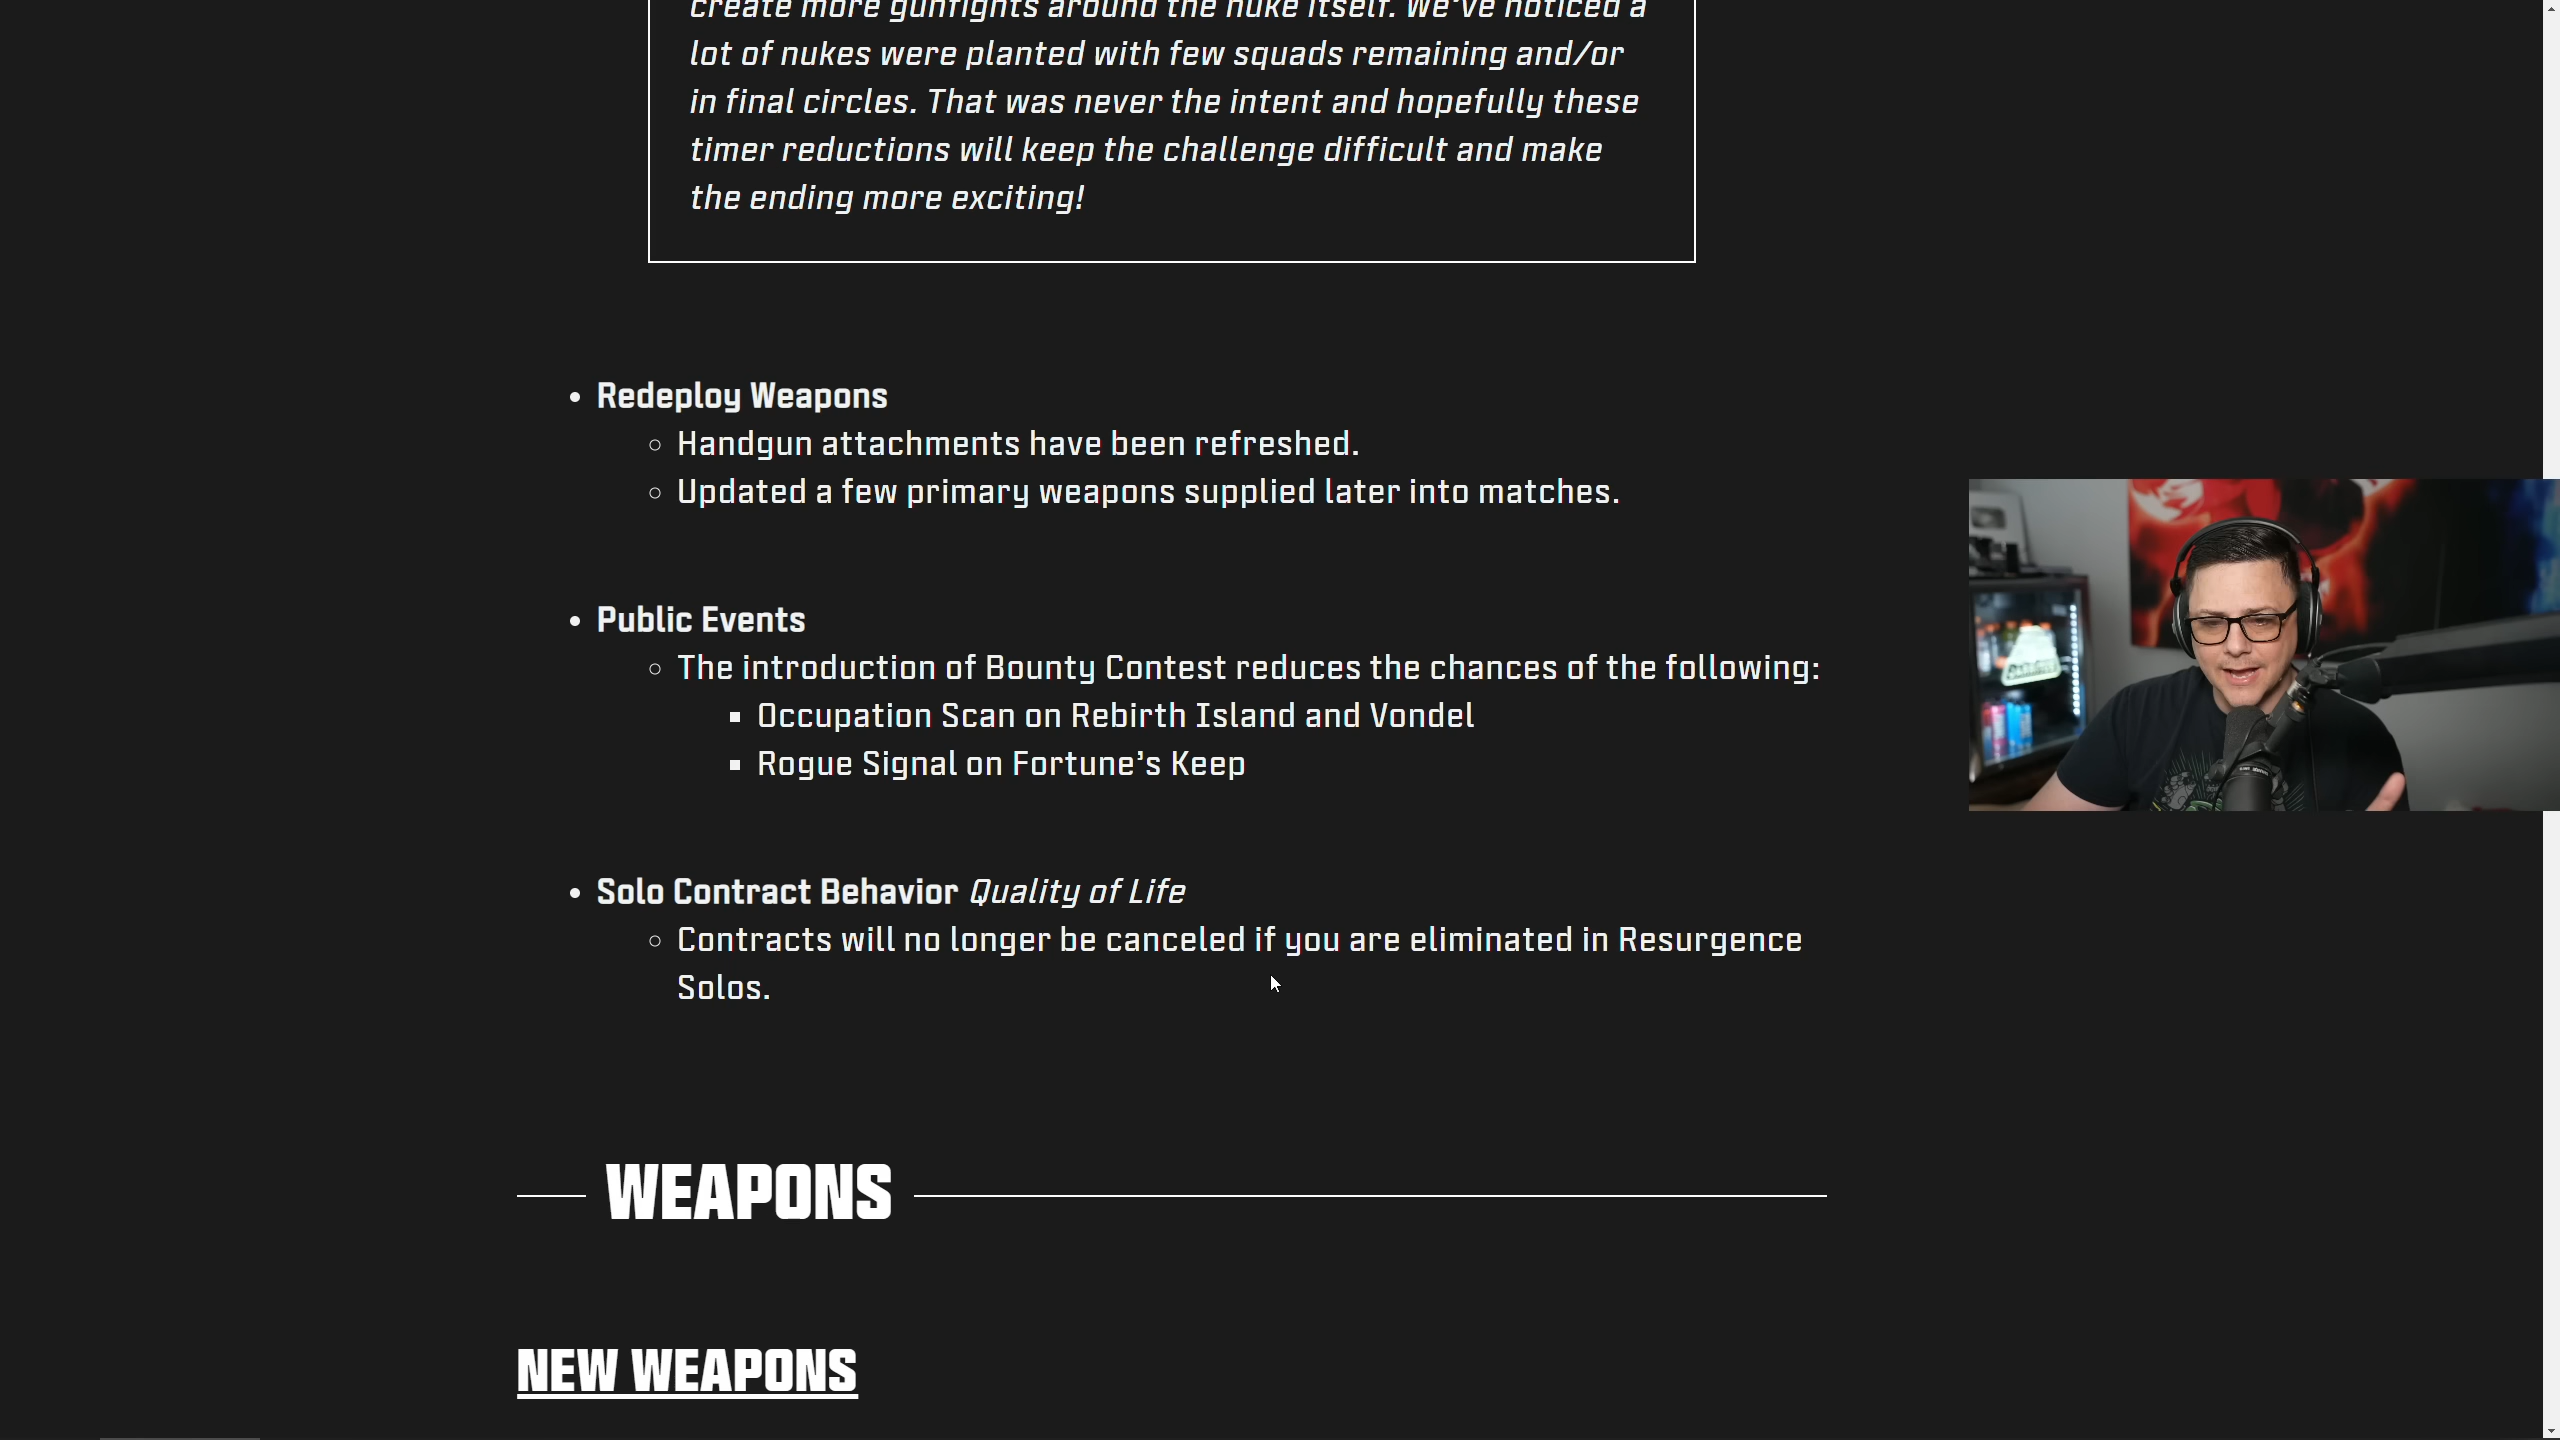 create more gunfights around the nuke itself. We've noticed a
lot of nukes were planted with few squads remaining and/or
in final circles. That was never the intent and hopefully these
timer reductions will keep the challenge difficult and make
the ending more exciting!
Redeploy Weapons
Handgun attachments have been refreshed.
Updated a few primary weapons supplied later into matches.
Public Events
The introduction of Bounty Contest reduces the chances of the following:
Occupation Scan on Rebirth Island and Vondel
Rogue Signal on Fortune’s Keep
Solo Contract Behavior Quality of Life
Contracts will no longer be canceled if you are eliminated in Resurgence
Solos.
WEAPONS
NEW WEAPONS